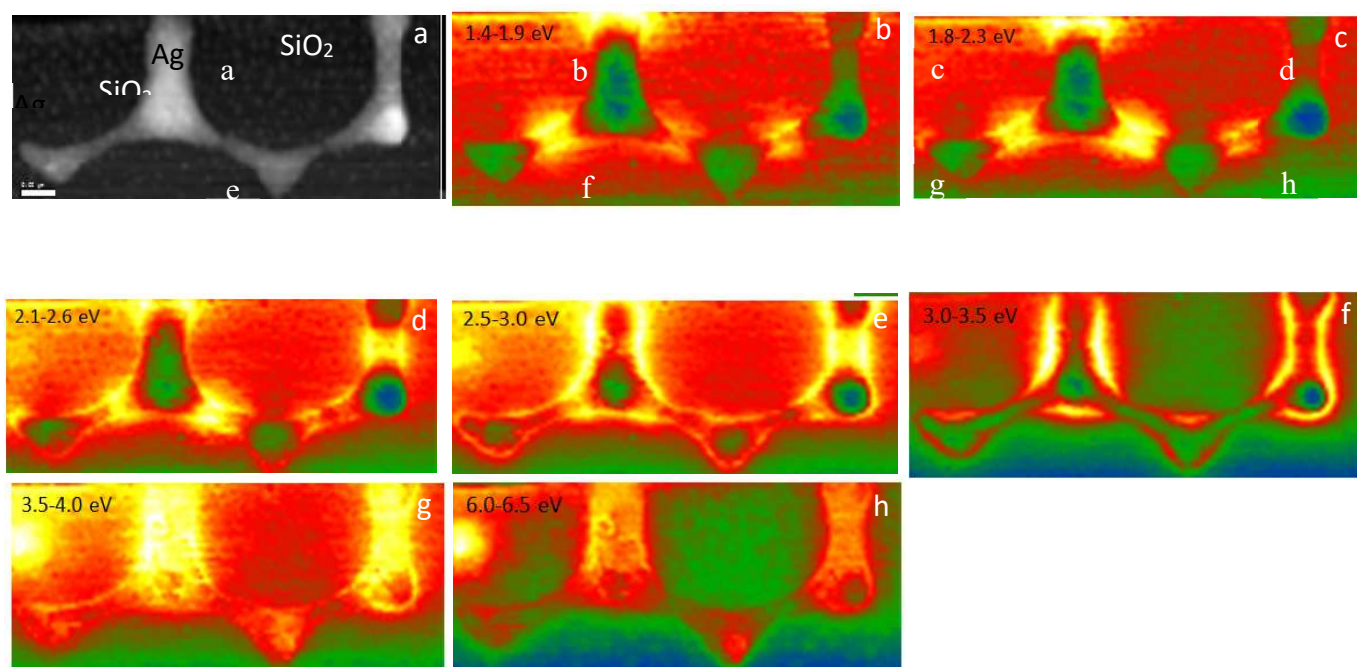 a
Ag
SiO₂
a
SiO₂
b
1.4-1.9 eV
b
f
c
1.8-2.3 eV
c
d
g
h
e
d
2.1-2.6 eV
e
2.5-3.0 eV
f
3.0-3.5 eV
g
3.5-4.0 eV
h
6.0-6.5 eV